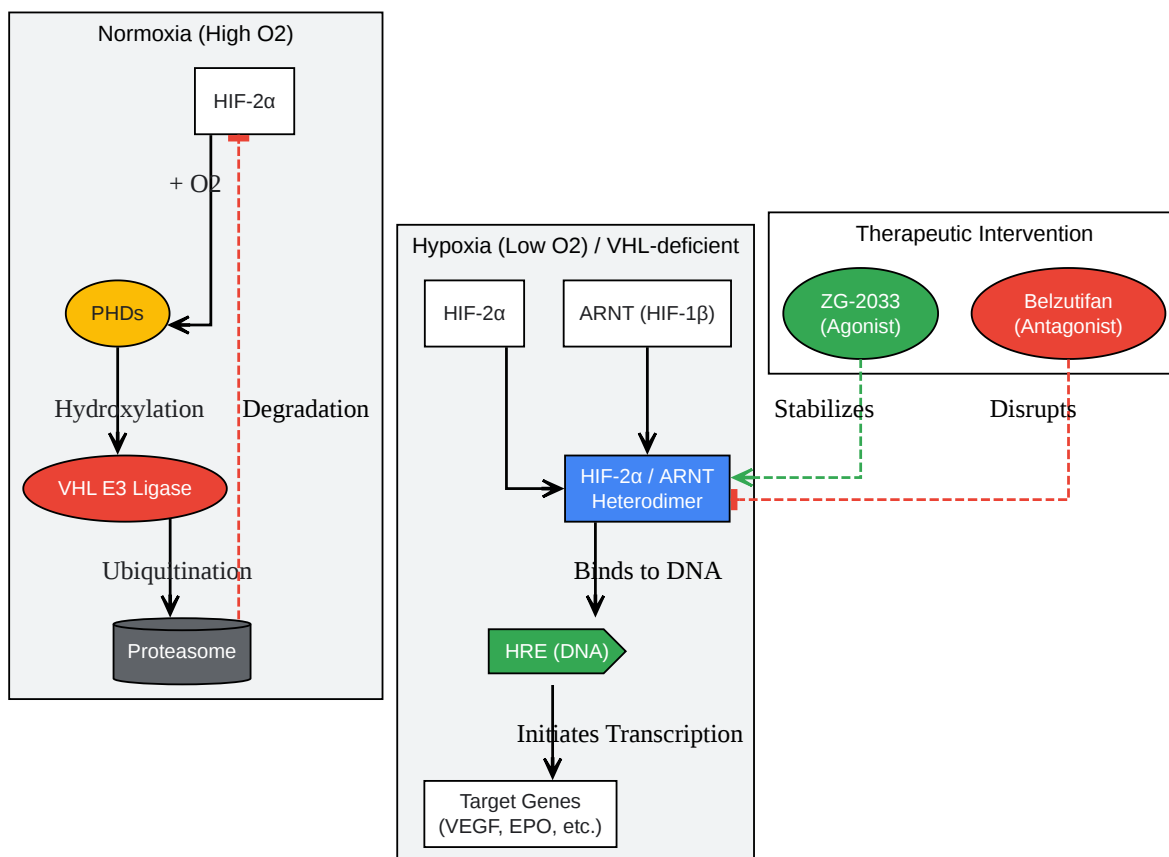 Normoxia (High O2)
HIF-2α
+ O2
PHDs
Hydroxylation
Degradation
VHL E3 Ligase
Ubiquitination
Proteasome
Hypoxia (Low O2) / VHL-deficient
HIF-2α
ARNT (HIF-1β)
HIF-2α / ARNT
Heterodimer
Binds to DNA
HRE (DNA)
Initiates Transcription
Target Genes
(VEGF, EPO, etc.)
Therapeutic Intervention
ZG-2033
(Agonist)
Belzutifan
(Antagonist)
Stabilizes
Disrupts